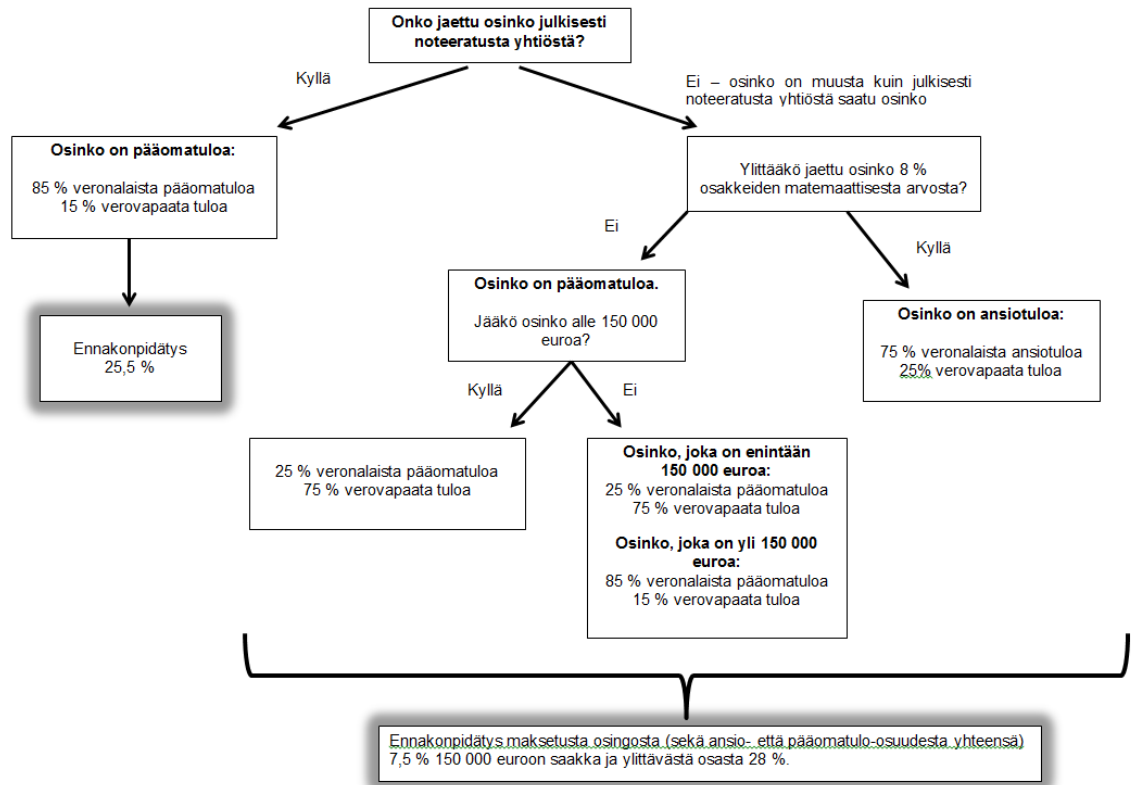 Onko jaettu osinko julkisesti
noteeratusta yhtiöstä?
Kyllä
Ei – osinko on muusta kuin julkisesti
noteeratusta yhtiöstä saatu osinko
Osinko on pääomatuloa:
85 % veronalaista pääomatuloa
15 % verovapaata tuloa
Ylittääkö jaettu osinko 8 %
osakkeiden matemaattisesta arvosta?
Ei
Kyllä
Ennakonpidätys
25,5 %
Osinko on pääomatuloa.
Jääkö osinko alle 150 000
euroa?
Osinko on ansiotuloa:
75 % veronalaista ansiotuloa
25% verovapaata tuloa
Kyllä
Ei
25 % veronalaista pääomatuloa
75 % verovapaata tuloa
Osinko, joka on enintään
150 000 euroa:
25 % veronalaista pääomatuloa
75 % verovapaata tuloa
Osinko, joka on yli 150 000
euroa:
85 % veronalaista pääomatuloa
15 % verovapaata tuloa
Ennakonpidätys maksetusta osingosta (sekä ansio- että pääomatulo-osuudesta yhteensä)
7,5 % 150 000 euroon saakka ja ylittävästä osasta 28 %.